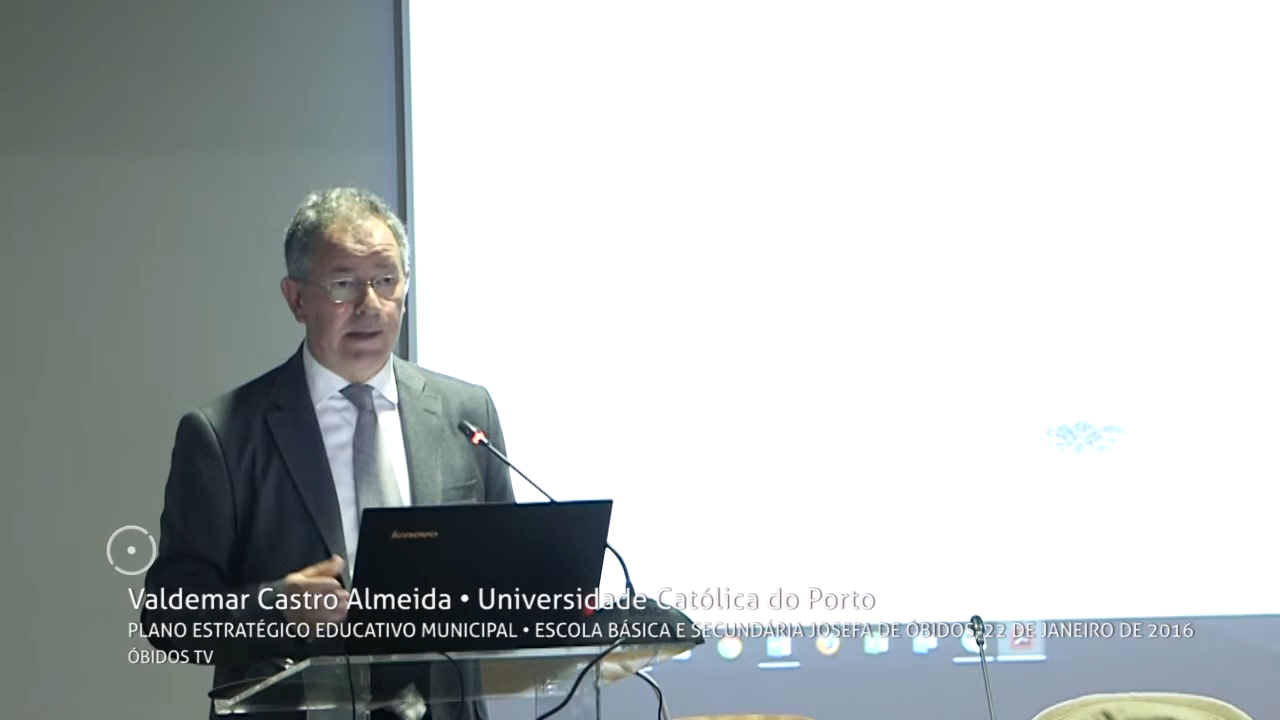 lenovo
Valdemar Castro Almeida • Universidade Católica do Porto
PLANO ESTRATÉGICO EDUCATIVO MUNICIPAL • ESCOLA BÁSICA E SECUNDÁRIA JOSEFA DE ÓBIDOS 22 DE JANEIRO DE 2016
ÓBIDOS TV